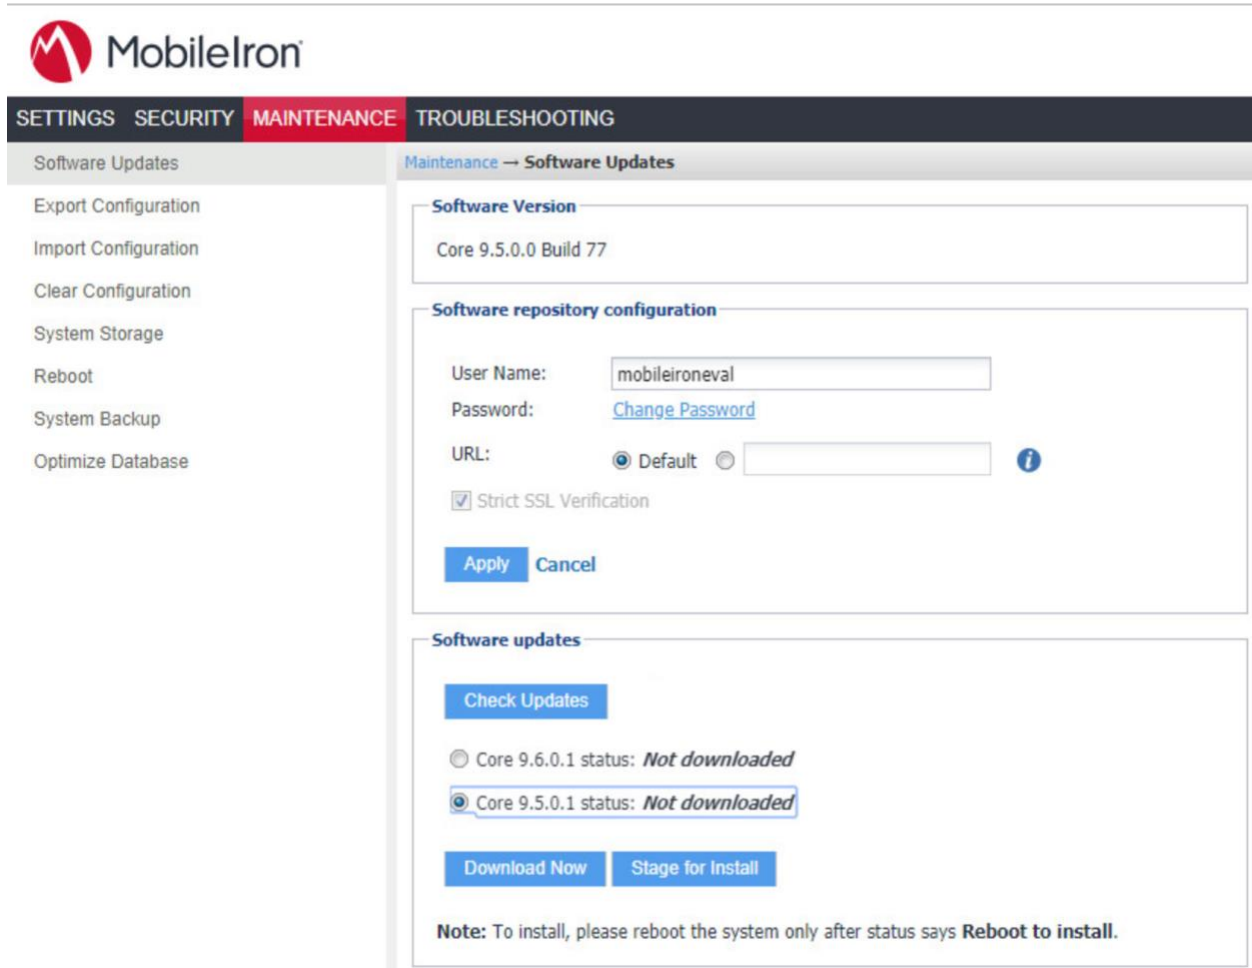 MobileIron
SETTINGS SECURITY MAINTENANCE TROUBLESHOOTING
Software Updates
Export Configuration
Import Configuration
Clear Configuration
System Storage
Reboot
System Backup
Optimize Database
Maintenance → Software Updates
Software Version
Core 9.5.0.0 Build 77
Software repository configuration
User Name: mobileironeval
Password: Change Password
URL: Default
Strict SSL Verification
Apply Cancel
Software updates
Check Updates
Core 9.6.0.1 status: Not downloaded
Core 9.5.0.1 status: Not downloaded
Download Now Stage for Install
Note: To install, please reboot the system only after status says Reboot to install.